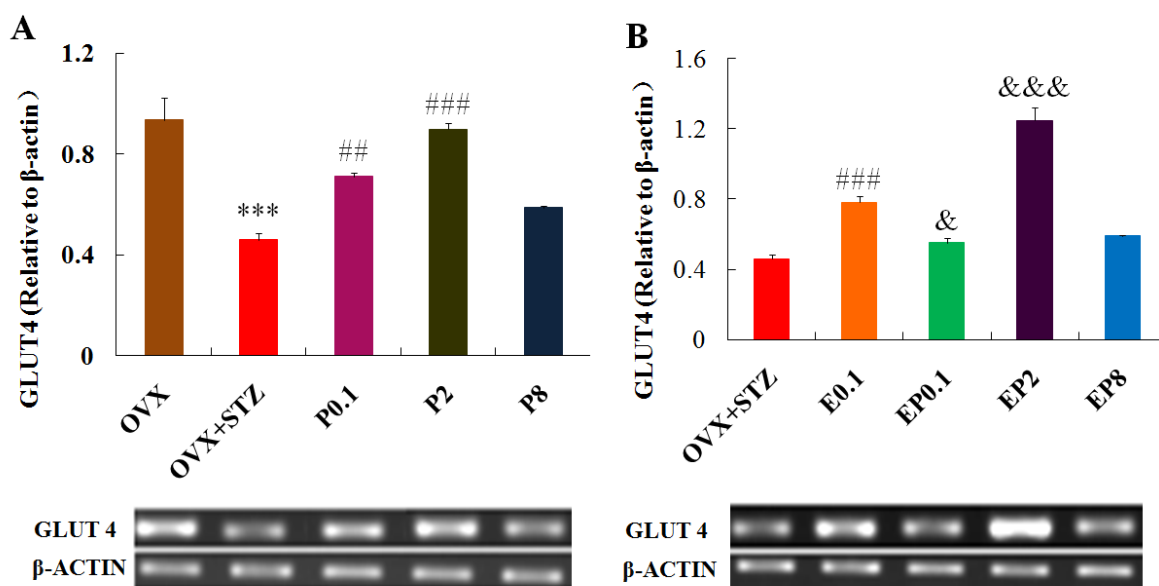 A
GLUT4 (Relative to β-actin )
1.2
0.8
0.4
0
***
##
###
OVX
OVX+STZ
P0.1
P2
P8
GLUT 4
β-ACTIN
B
GLUT4 (Relative to β-actin )
1.6
1.2
0.8
0.4
0
###
&
&&&
OVX+STZ
E0.1
EP0.1
EP2
EP8
GLUT 4
β-ACTIN